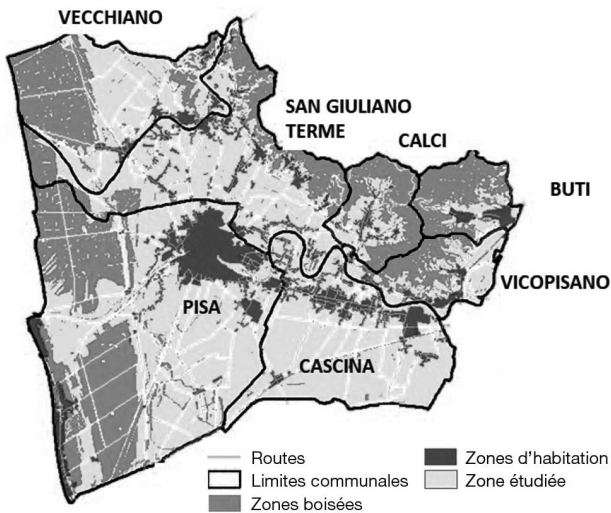 VECCHIANO
SAN GIULIANO
TERME
CALCI
BUTI
VICOPISANO
PISA
CASCINA
Routes
Limites communales
Zones boisées
Zones d'habitation
Zone étudiée